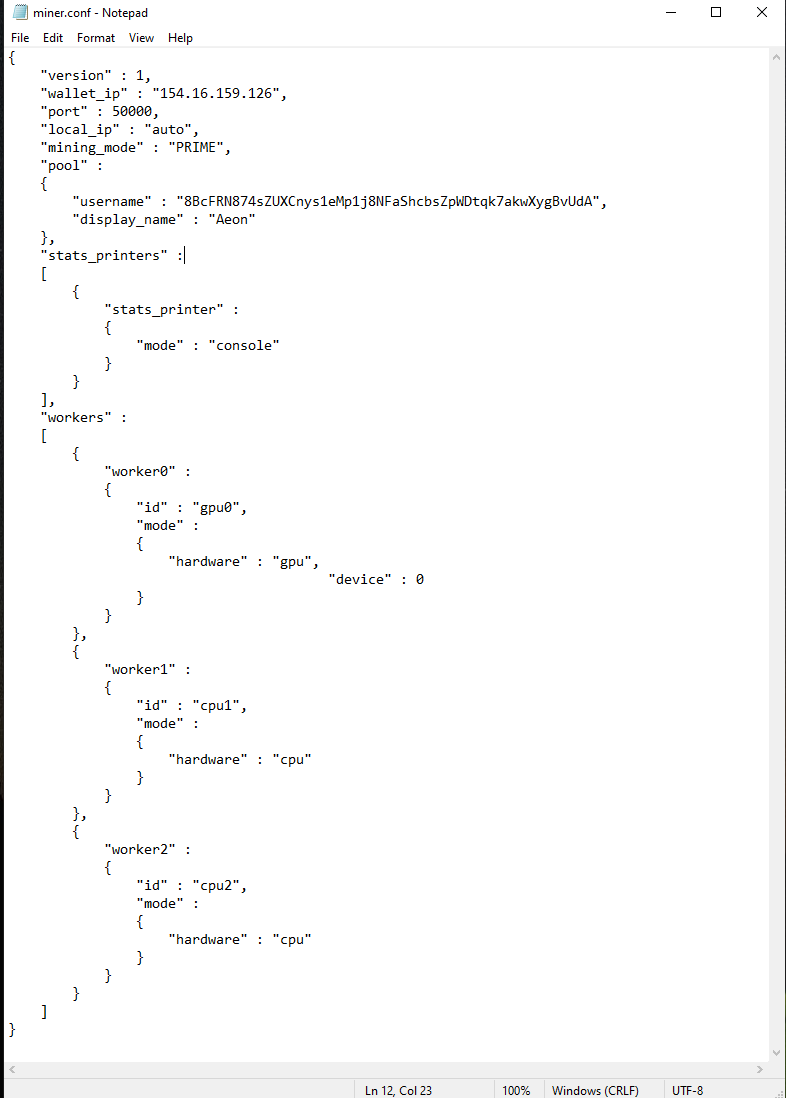 miner.conf - Notepad
File Edit Format View Help
{
    "version" : 1,
    "wallet_ip" : "154.16.159.126",
    "port" : 50000,
    "local_ip" : "auto",
    "mining_mode" : "PRIME",
    "pool" :
    {
        "username" : "8BcFRN874sZUXCnys1eMp1j8NFaShcbsZpWDtqk7akwXygBvUdA",
        "display_name" : "Aeon"
    },
    "stats_printers" :
    [
        {
            "stats_printer" :
            {
                "mode" : "console"
            }
        }
    ],
    "workers" :
    [
        {
            "worker0" :
            {
                "id" : "gpu0",
                "mode" :
                {
                    "hardware" : "gpu",
                                        "device" : 0
                }
            }
        },
        {
            "worker1" :
            {
                "id" : "cpu1",
                "mode" :
                {
                    "hardware" : "cpu"
                }
            }
        },
        {
            "worker2" :
            {
                "id" : "cpu2",
                "mode" :
                {
                    "hardware" : "cpu"
                }
            }
        }
    ]
}
Ln 12, Col 23 100% Windows (CRLF) UTF-8